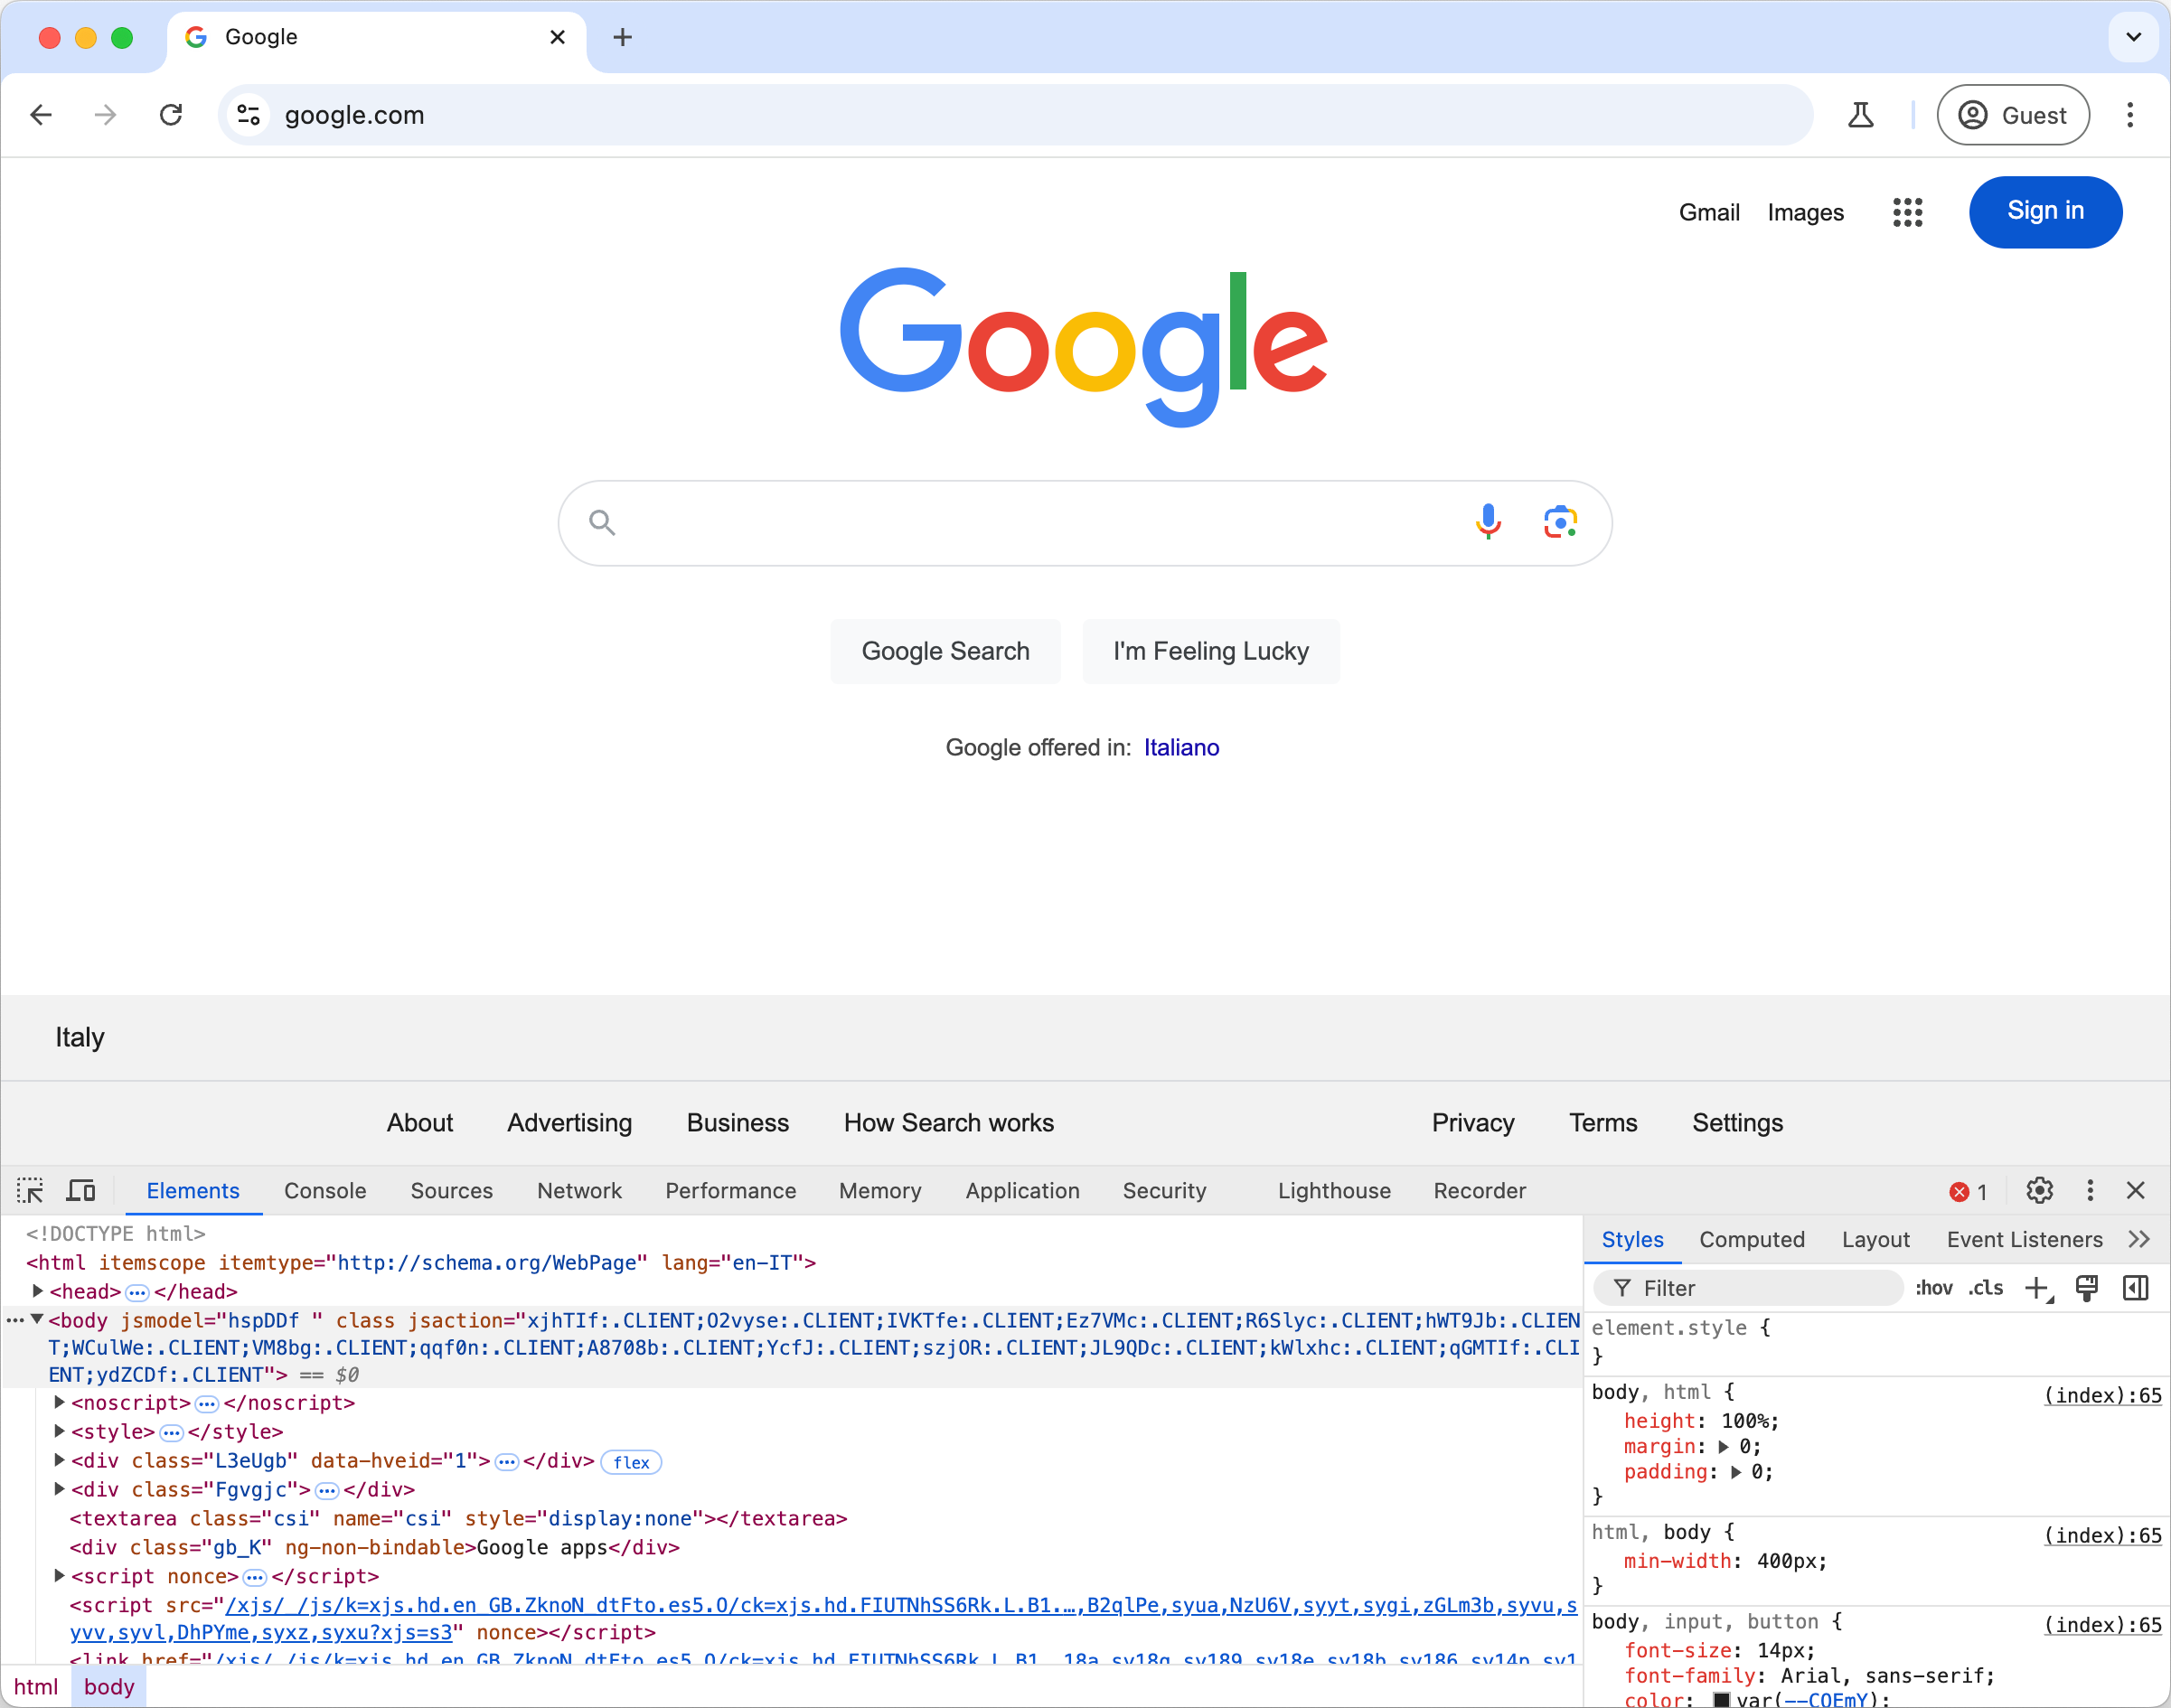 Google
google.com
Guest
Gmail Images Sign in
Google
Google Search I'm Feeling Lucky
Google offered in: Italiano
Italy
About Advertising Business How Search works Privacy Terms Settings
Elements Console Sources Network Performance Memory Application Security Lighthouse Recorder 1
<!DOCTYPE html>
<html itemscope itemtype="http://schema.org/WebPage" lang="en-IT">
<head> … </head>
<body jsmodel="hspDDf " class jsaction="xjhTIf:.CLIENT;O2vyse:.CLIENT;IVKTfe:.CLIENT;Ez7VMc:.CLIENT;R6Slyc:.CLIENT;hWT9Jb:.CLIEN
T;WCulWe:.CLIENT;VM8bg:.CLIENT;qqf0n:.CLIENT;A8708b:.CLIENT;YcfJ:.CLIENT;szjOR:.CLIENT;JL9QDc:.CLIENT;kWlxhc:.CLIENT;qGMTIf:.CLI
ENT;ydZCDf:.CLIENT"> == $0
<noscript> … </noscript>
<style> … </style>
<div class="L3eUgb" data-hveid="1"> … </div> flex
<div class="Fgvgjc"> … </div>
<textarea class="csi" name="csi" style="display:none"></textarea>
<div class="gb_K" ng-non-bindable>Google apps</div>
<script nonce> … </script>
<script src="/xjs/_/js/k=xjs.hd.en_GB.ZknoN_dtFto.es5.O/ck=xjs.hd.FIUTNhSS6Rk.L.B1.…,B2qlPe,syua,NzU6V,syyt,sygi,zGLm3b,syvu,s
yvv,syvl,DhPYme,syxz,syxu?xjs=s3" nonce></script>
html body
Styles Computed Layout Event Listeners
Filter :hov .cls
element.style {
}
body, html { (index):65
height: 100%;
margin: 0;
padding: 0;
}
html, body { (index):65
min-width: 400px;
}
body, input, button { (index):65
font-size: 14px;
font-family: Arial, sans-serif;
color: var(--COEmY);